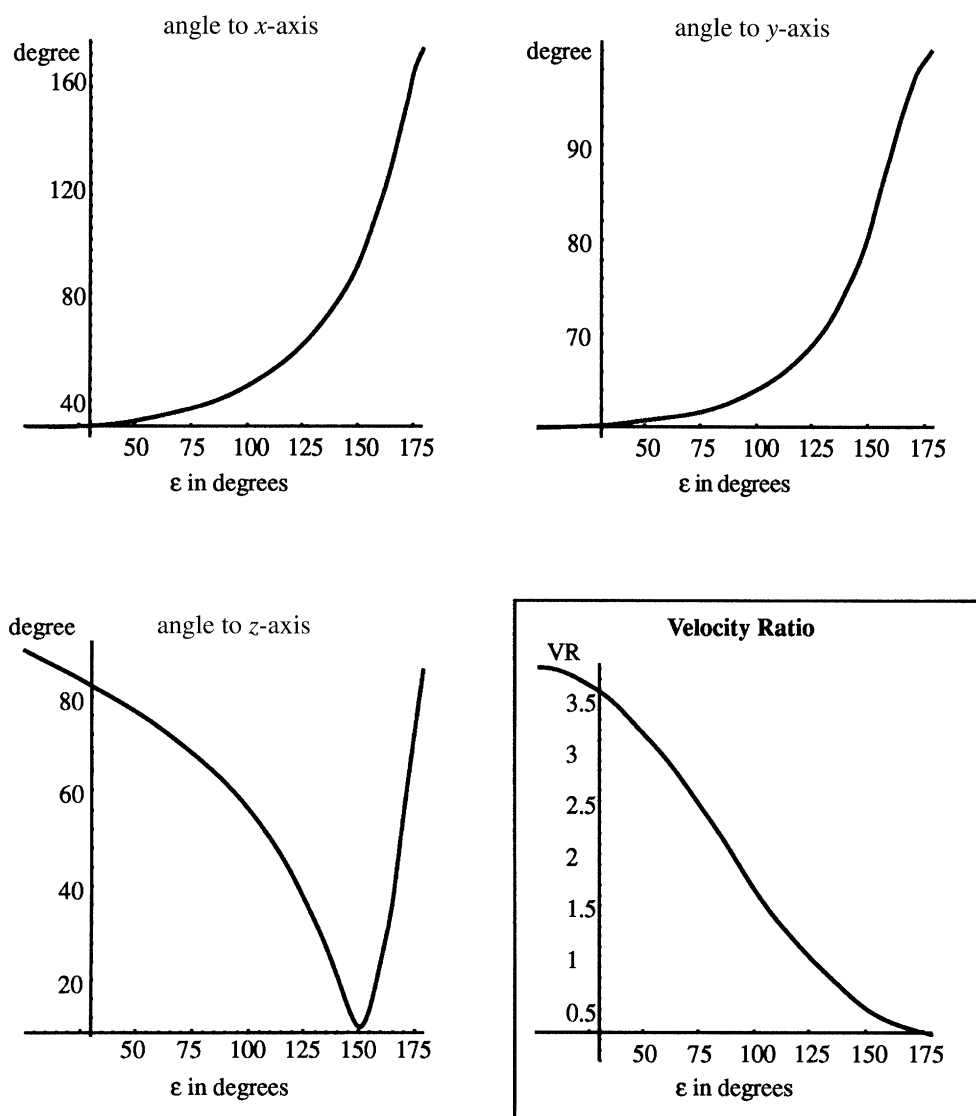 angle to x-axis
degree
160
120
80
40
50 75 100 125 150 175
ε in degrees
angle to y-axis
degree
90
80
70
50 75 100 125 150 175
ε in degrees
degree
angle to z-axis
80
60
40
20
50 75 100 125 150 175
ε in degrees
Velocity Ratio
VR
3.5
3
2.5
2
1.5
1
0.5
50 75 100 125 150 175
ε in degrees